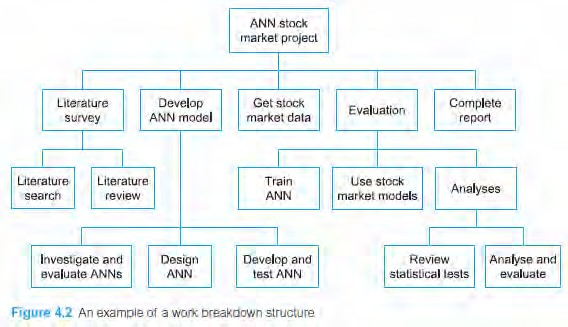 ANN stock
market project
Literature
survey
Develop
ANN model
Get stock
market data
Evaluation
Complete
report
Literature
search
Literature
review
Train
ANN
Use stock
market models
Analyses
Investigate and
evaluate ANNs
Design
ANN
Develop and
test ANN
Review
statistical tests
Analyse and
evaluate
Figure 4.2 An example of a work breakdown structure